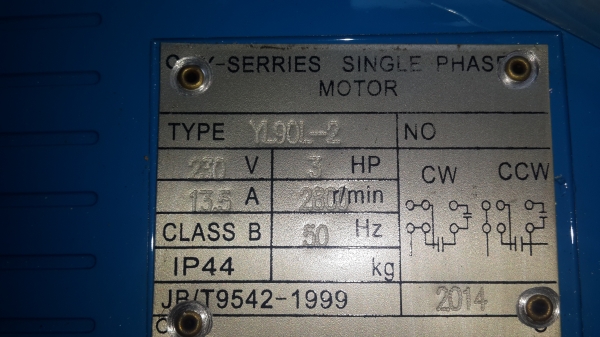 -SERRIES SINGLE PHASE
MOTOR
TYPE YL90L-2 NO
230 V 3 HP CW CCW
13.5 A 2800 r/min
CLASS B 50 Hz
IP44 kg
JB/T9542-1999 2014